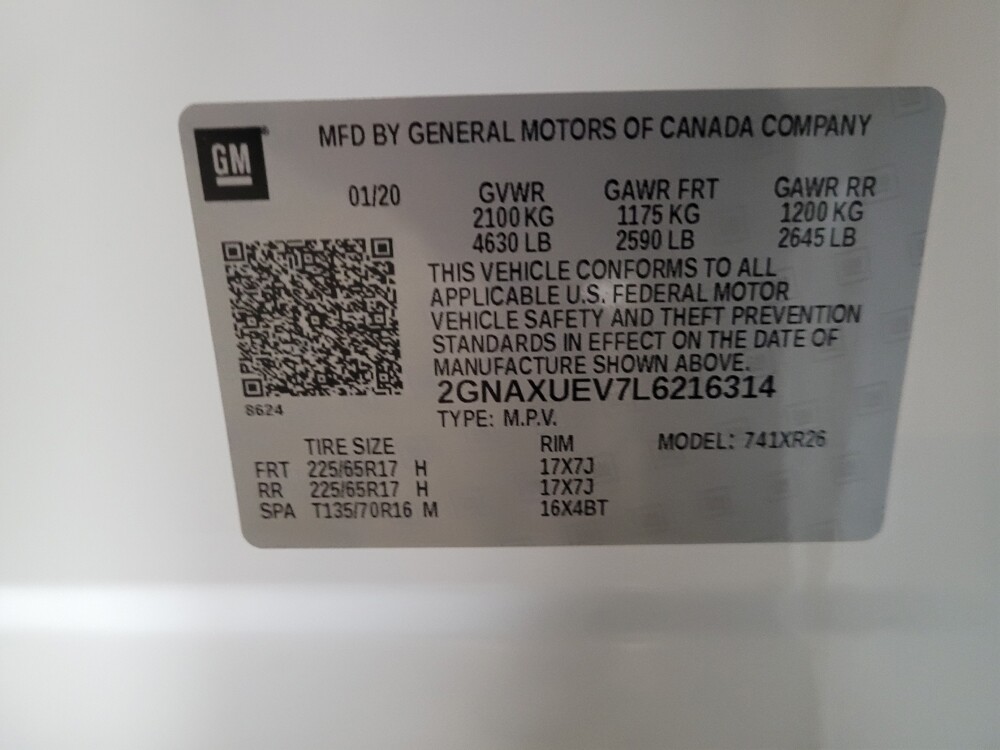 GM
MFD BY GENERAL MOTORS OF CANADA COMPANY
01/20
GVWR GAWR FRT GAWR RR
2100 KG 1175 KG 1200 KG
4630 LB 2590 LB 2645 LB
THIS VEHICLE CONFORMS TO ALL
APPLICABLE U.S. FEDERAL MOTOR
VEHICLE SAFETY AND THEFT PREVENTION
STANDARDS IN EFFECT ON THE DATE OF
MANUFACTURE SHOWN ABOVE.
2GNAXUEV7L6216314
8624
TYPE: M.P.V.
TIRE SIZE RIM MODEL: 741XR26
FRT 225/65R17 H 17X7J
RR 225/65R17 H 17X7J
SPA T135/70R16 M 16X4BT